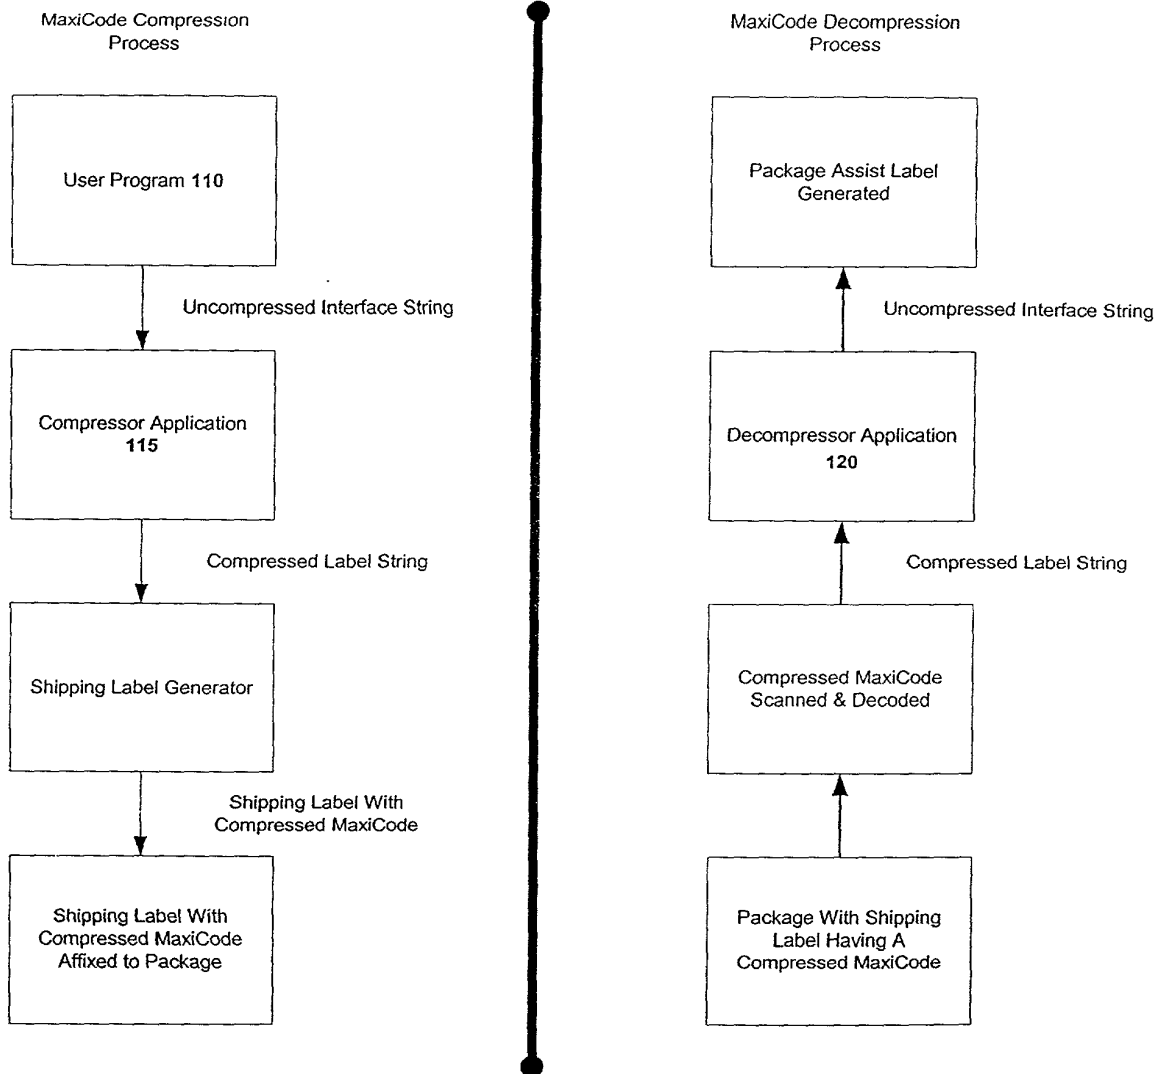 MaxiCode Compression
Process
User Program 110
Uncompressed Interface String
Compressor Application
115
Compressed Label String
Shipping Label Generator
Shipping Label With
Compressed MaxiCode
Shipping Label With
Compressed MaxiCode
Affixed to Package
MaxiCode Decompression
Process
Package Assist Label
Generated
Uncompressed Interface String
Decompressor Application
120
Compressed Label String
Compressed MaxiCode
Scanned & Decoded
Package With Shipping
Label Having A
Compressed MaxiCode